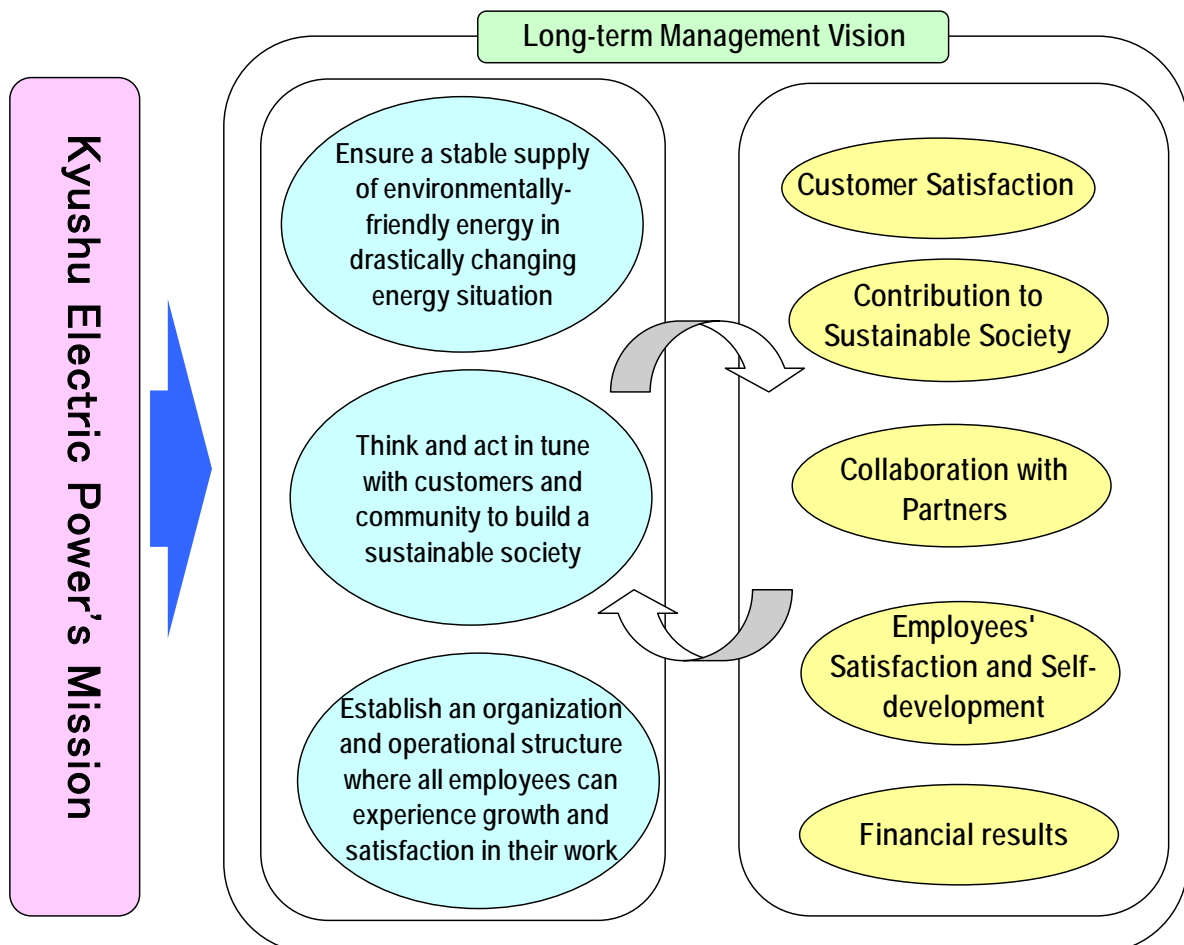 Long-term Management Vision
Kyushu Electric Power's Mission
Ensure a stable supply
of environmentally-
friendly energy in
drastically changing
energy situation
Think and act in tune
with customers and
community to build a
sustainable society
Establish an organization
and operational structure
where all employees can
experience growth and
satisfaction in their work
Customer Satisfaction
Contribution to
Sustainable Society
Collaboration with
Partners
Employees'
Satisfaction and Self-
development
Financial results